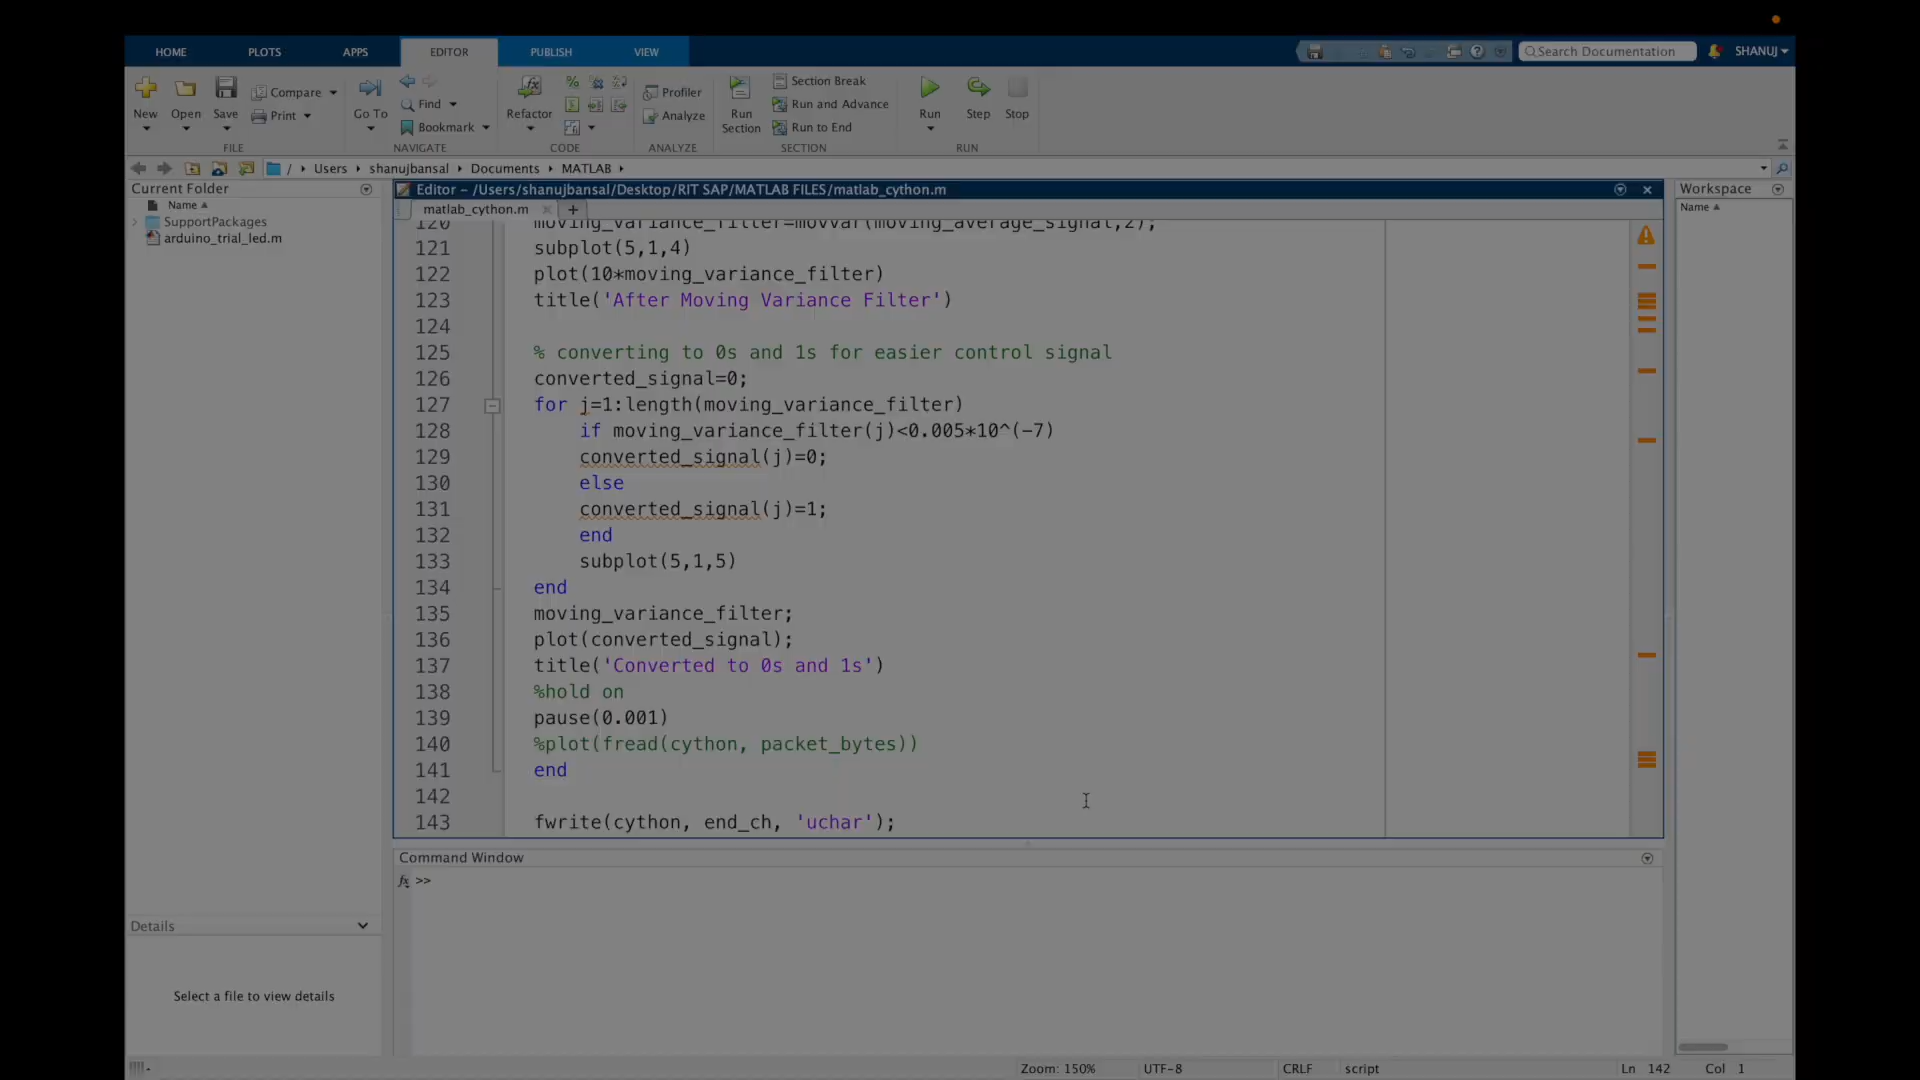 HOME PLOTS APPS EDITOR PUBLISH VIEW Search Documentation SHANUJ
New Open Save Compare Print FILE
Go To Find Bookmark NAVIGATE
Refactor CODE
Profiler Analyze ANALYZE
Run Section Section Break Run and Advance Run to End SECTION
Run Step Stop RUN
/ Users shanujbansal Documents MATLAB
Current Folder
Name
SupportPackages
arduino_trial_led.m
Details
Select a file to view details
Editor - /Users/shanujbansal/Desktop/RIT SAP/MATLAB FILES/matlab_cython.m
matlab_cython.m +
120 moving_variance_filter=movvar(moving_average_signal,2);
121 subplot(5,1,4)
122 plot(10*moving_variance_filter)
123 title('After Moving Variance Filter')
124
125 % converting to 0s and 1s for easier control signal
126 converted_signal=0;
127 for j=1:length(moving_variance_filter)
128 if moving_variance_filter(j)<0.005*10^(-7)
129 converted_signal(j)=0;
130 else
131 converted_signal(j)=1;
132 end
133 subplot(5,1,5)
134 end
135 moving_variance_filter;
136 plot(converted_signal);
137 title('Converted to 0s and 1s')
138 %hold on
139 pause(0.001)
140 %plot(fread(cython, packet_bytes))
141 end
142
143 fwrite(cython, end_ch, 'uchar');
Command Window
fx >>
Workspace
Name
Zoom: 150% UTF-8 CRLF script Ln 142 Col 1